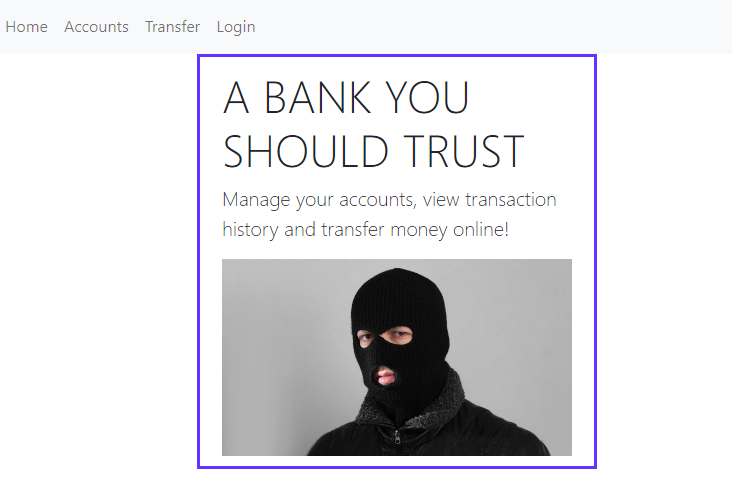 Home Accounts Transfer Login
A BANK YOU
SHOULD TRUST
Manage your accounts, view transaction
history and transfer money online!